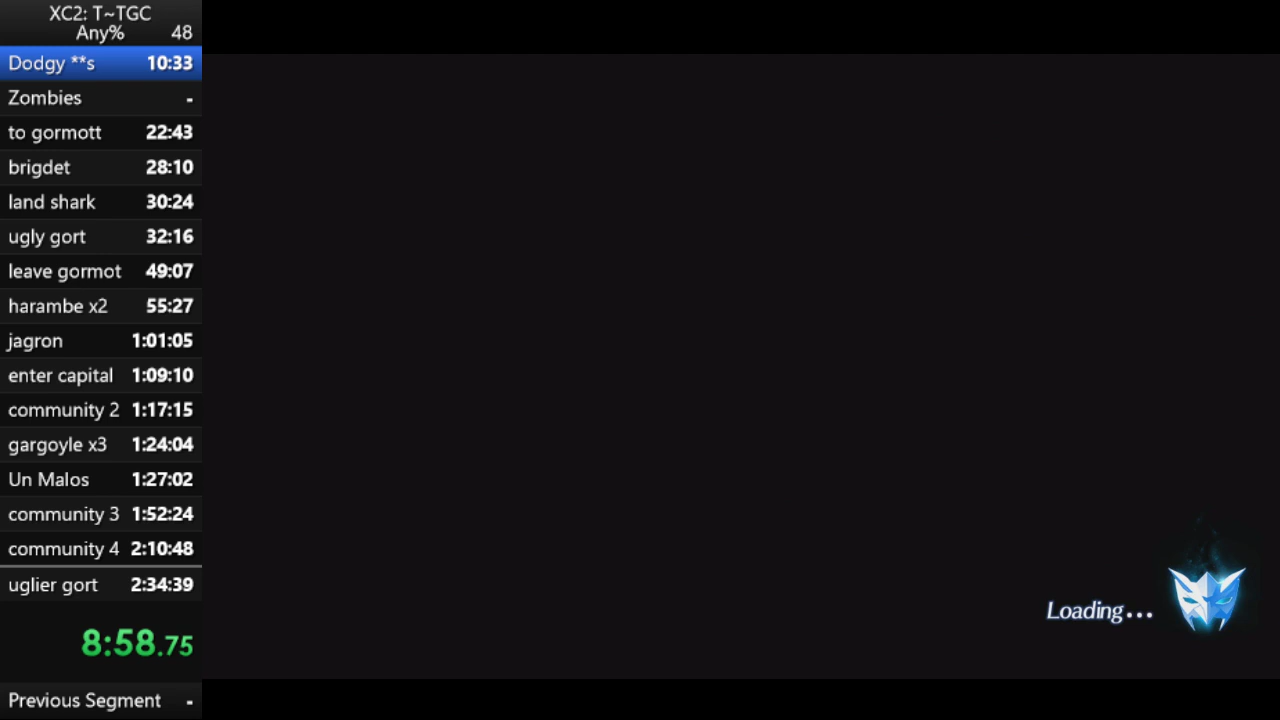 XC2: T~TGC
Any% 48
Dodgy **s 10:33
Zombies -
to gormott 22:43
brigdet 28:10
land shark 30:24
ugly gort 32:16
leave gormot 49:07
harambe x2 55:27
jagron 1:01:05
enter capital 1:09:10
community 2 1:17:15
gargoyle x3 1:24:04
Un Malos 1:27:02
community 3 1:52:24
community 4 2:10:48
uglier gort 2:34:39
8:58.75
Previous Segment -
Loading...